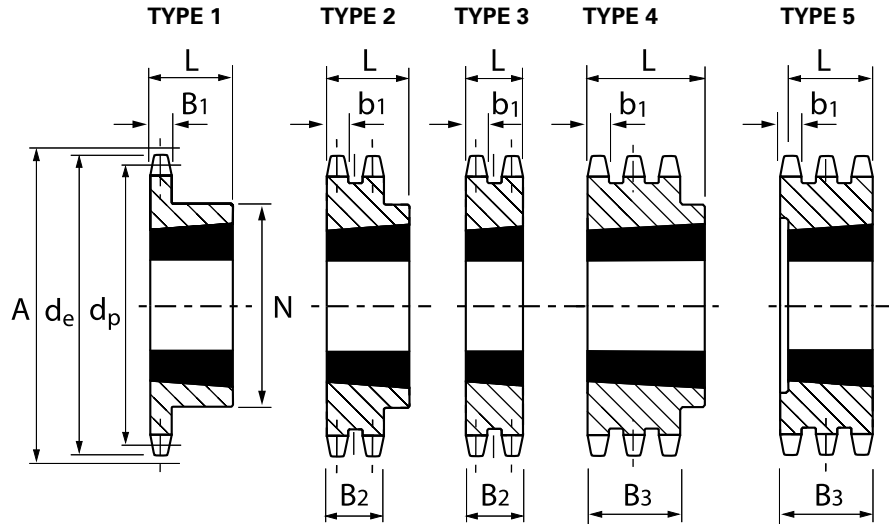 TYPE 1 TYPE 2 TYPE 3 TYPE 4 TYPE 5
L L L L L
B1 b1 b1 b1 b1
A de dp N
B2 B2 B3 B3